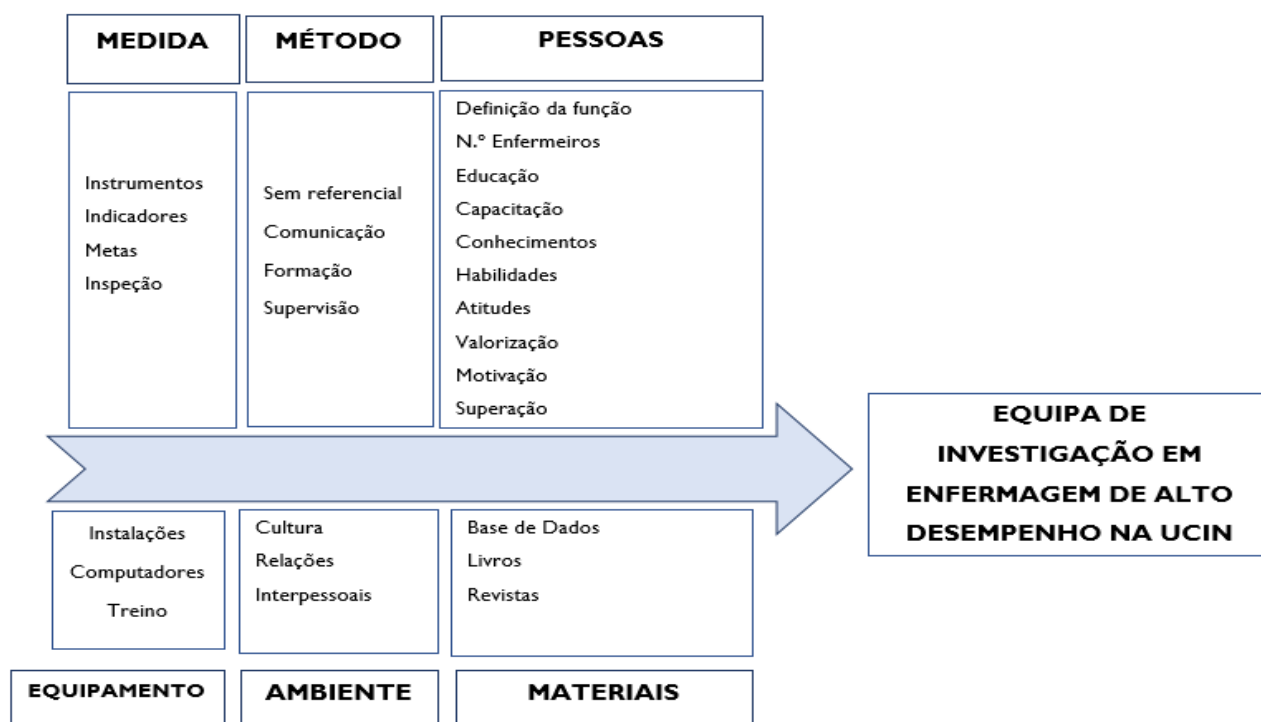 MEDIDA
MÉTODO
PESSOAS
Instrumentos
Indicadores
Metas
Inspeção
Sem referencial
Comunicação
Formação
Supervisão
Definição da função
N.º Enfermeiros
Educação
Capacitação
Conhecimentos
Habilidades
Atitudes
Valorização
Motivação
Superação
EQUIPA DE
INVESTIGAÇÃO EM
ENFERMAGEM DE ALTO
DESEMPENHO NA UCIN
Instalações
Computadores
Treino
Cultura
Relações
Interpessoais
Base de Dados
Livros
Revistas
EQUIPAMENTO
AMBIENTE
MATERIAIS